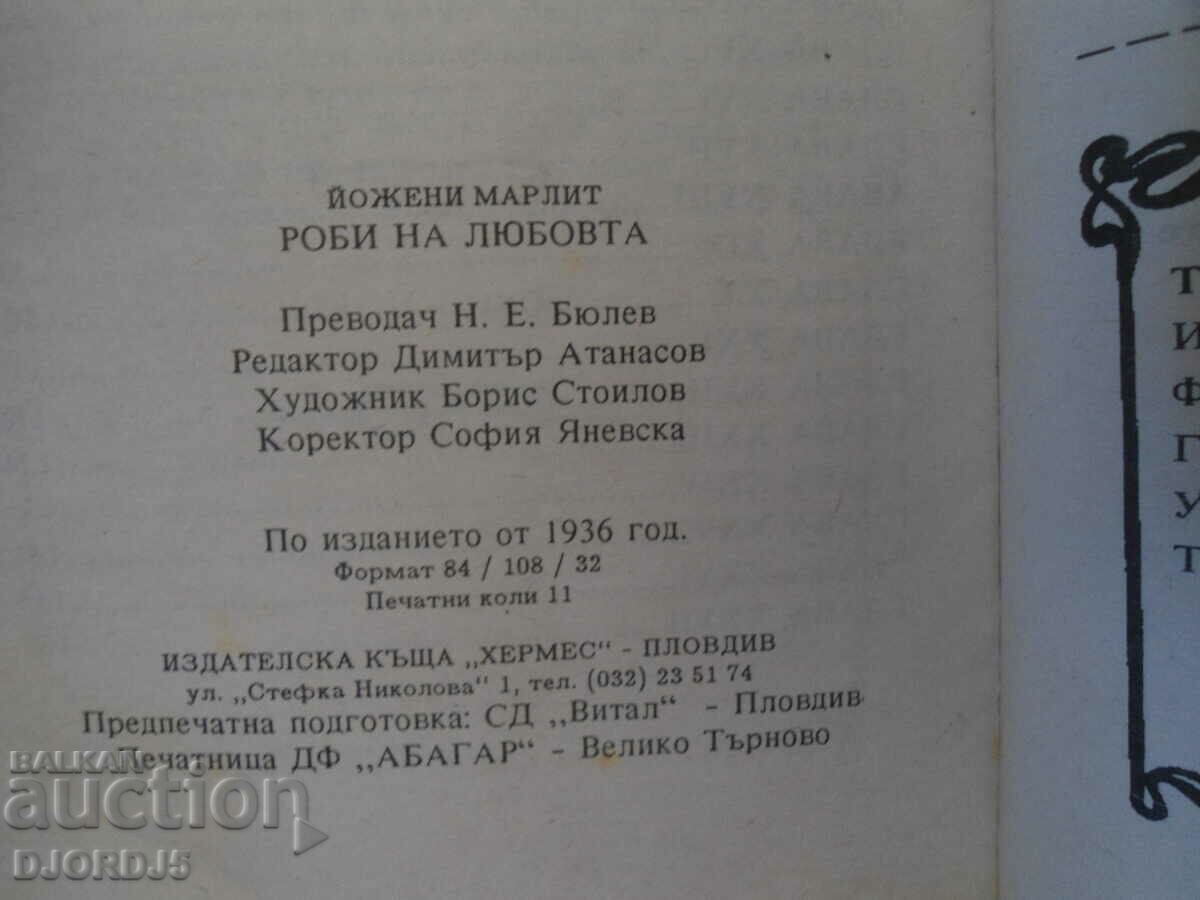 ЙОЖЕНИ МАРЛИТ
РОБИ НА ЛЮБОВТА
Преводач Н. Е. Бюлев
Редактор Димитър Атанасов
Художник Борис Стоилов
Коректор София Яневска
По изданието от 1936 год.
Формат 84 / 108 / 32
Печатни коли 11
ИЗДАТЕЛСКА КЪЩА „ХЕРМЕС“ - ПЛОВДИВ
ул. „Стефка Николова“ 1, тел. (032) 23 51 74
Предпечатна подготовка: СД „Витал“ - Пловдив
Печатница ДФ „АБАГАР“ - Велико Търново
BALKAN
auction
DJORDJ5
Т
И
Ф
Г
У
Т